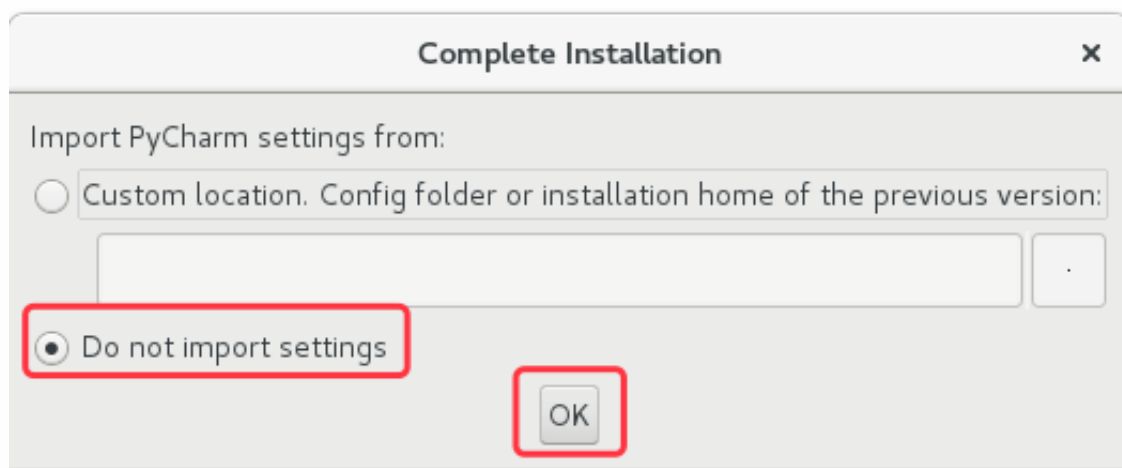 Complete Installation
Import PyCharm settings from:
Custom location. Config folder or installation home of the previous version:
.
Do not import settings
OK